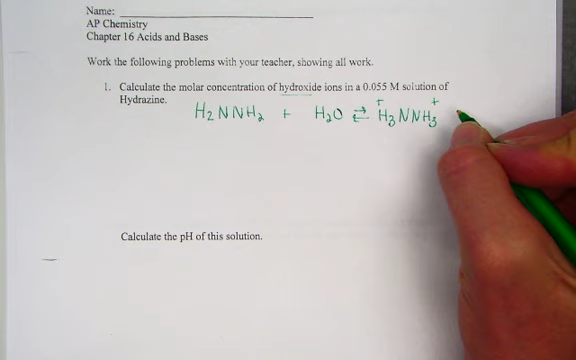 Name:
AP Chemistry
Chapter 16 Acids and Bases
Work the following problems with your teacher, showing all work.
1. Calculate the molar concentration of hydroxide ions in a 0.055 M solution of
Hydrazine.
H₂NNH₂ + H₂O ⇄ ⁺H₃NNH₃⁺
Calculate the pH of this solution.